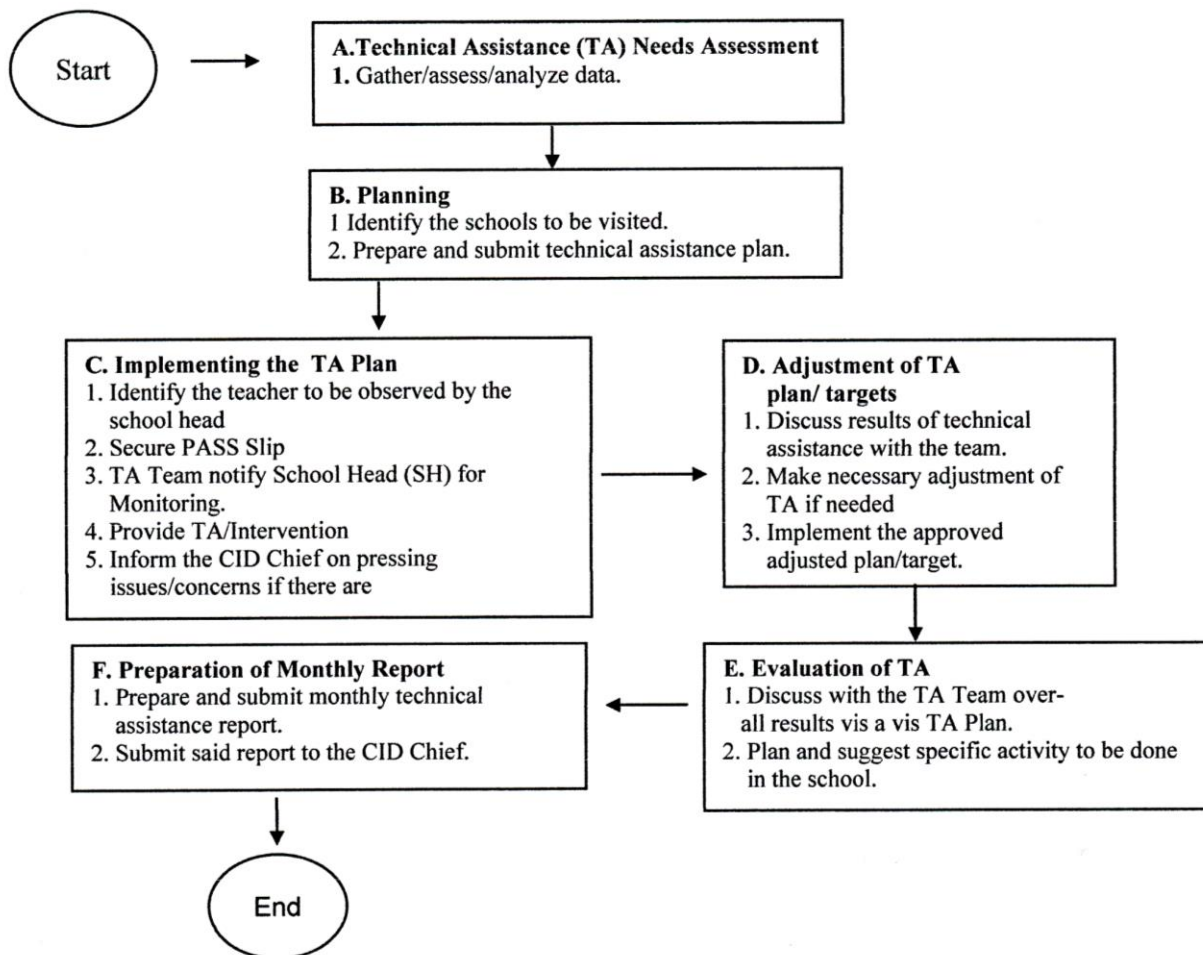 Start
A.Technical Assistance (TA) Needs Assessment
1. Gather/assess/analyze data.
B. Planning
1 Identify the schools to be visited.
2. Prepare and submit technical assistance plan.
C. Implementing the TA Plan
1. Identify the teacher to be observed by the
school head
2. Secure PASS Slip
3. TA Team notify School Head (SH) for
Monitoring.
4. Provide TA/Intervention
5. Inform the CID Chief on pressing
issues/concerns if there are
D. Adjustment of TA
plan/ targets
1. Discuss results of technical
assistance with the team.
2. Make necessary adjustment of
TA if needed
3. Implement the approved
adjusted plan/target.
E. Evaluation of TA
1. Discuss with the TA Team over-
all results vis a vis TA Plan.
2. Plan and suggest specific activity to be done
in the school.
F. Preparation of Monthly Report
1. Prepare and submit monthly technical
assistance report.
2. Submit said report to the CID Chief.
End